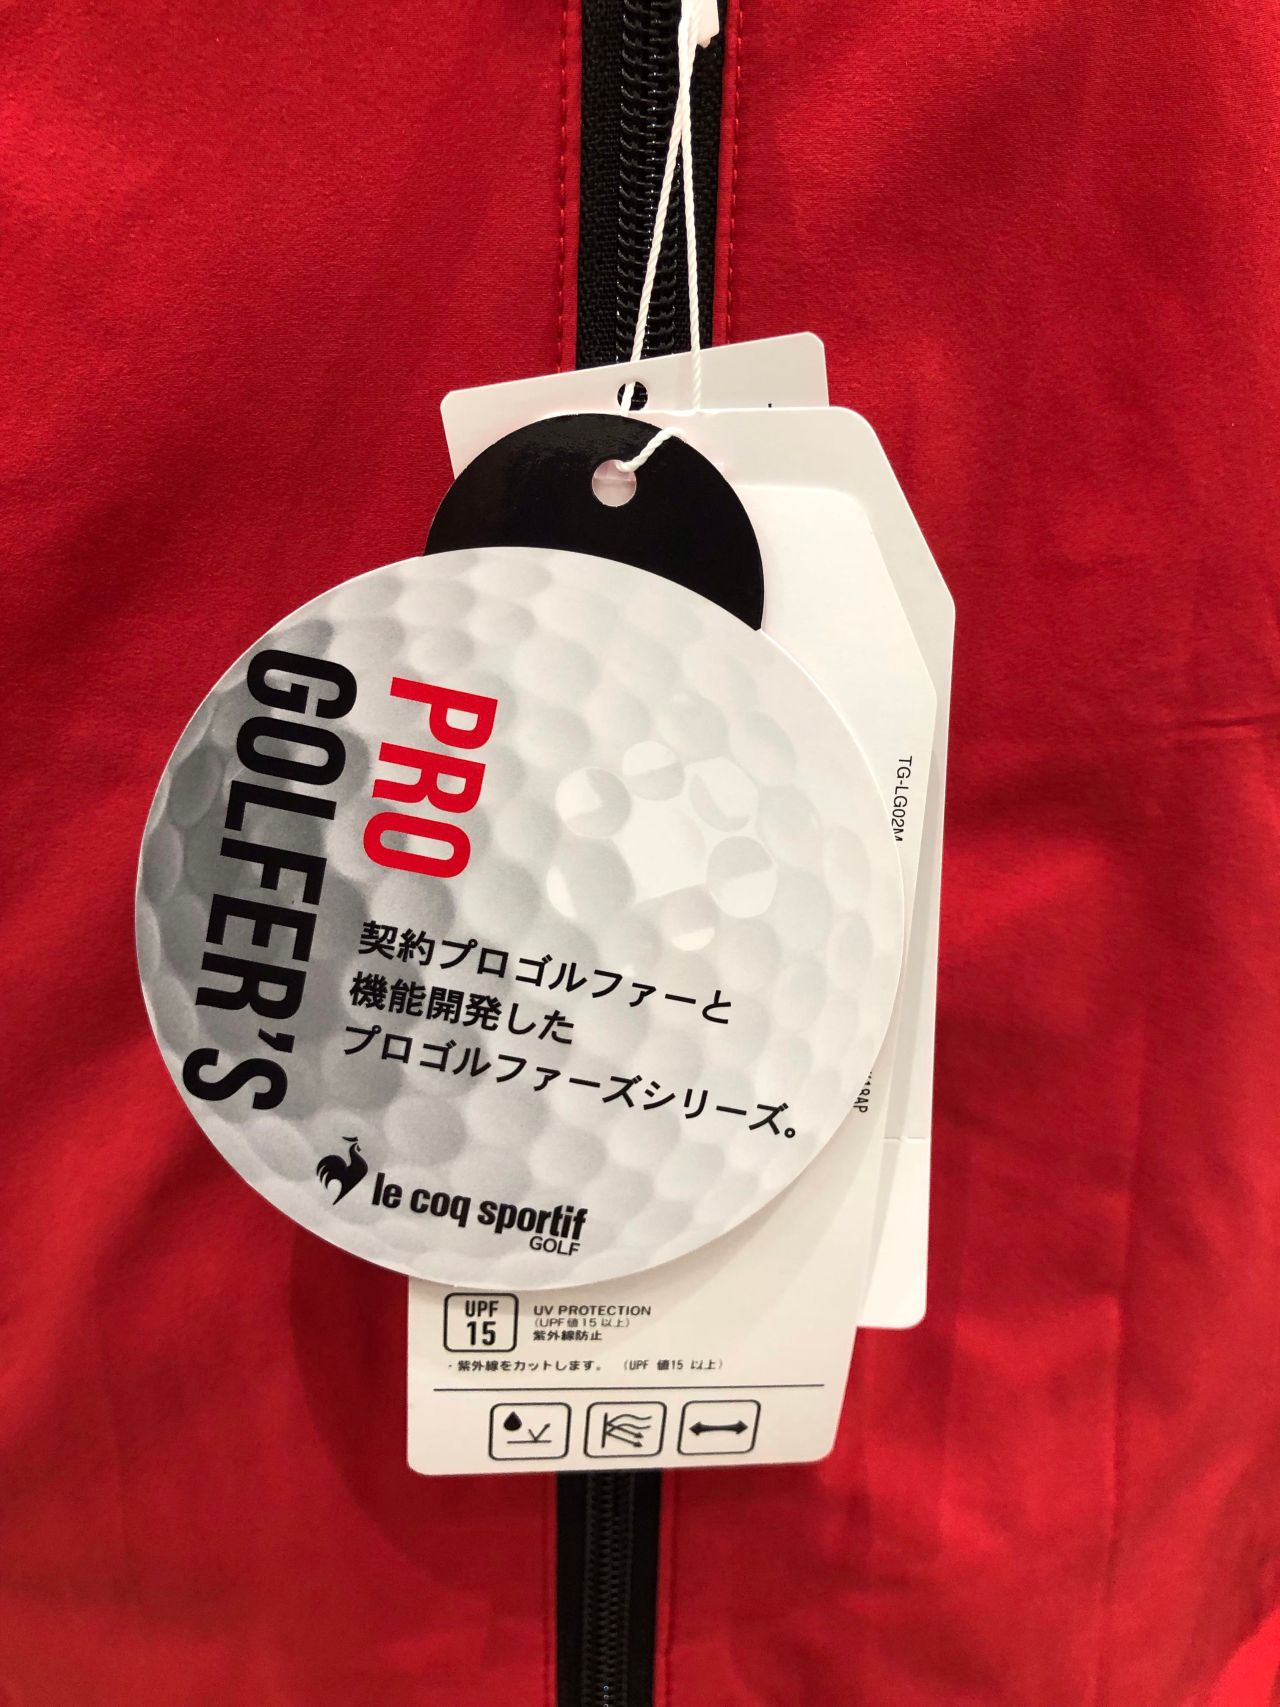 PRO
GOLFER'S
契約プロゴルファーと
機能開発した
プロゴルファーズシリーズ。
le coq sportif
GOLF
TG-LG02M
UPF
15
UV PROTECTION
(UPF値15以上)
紫外線防止
・紫外線をカットします。 (UPF 値15 以上)